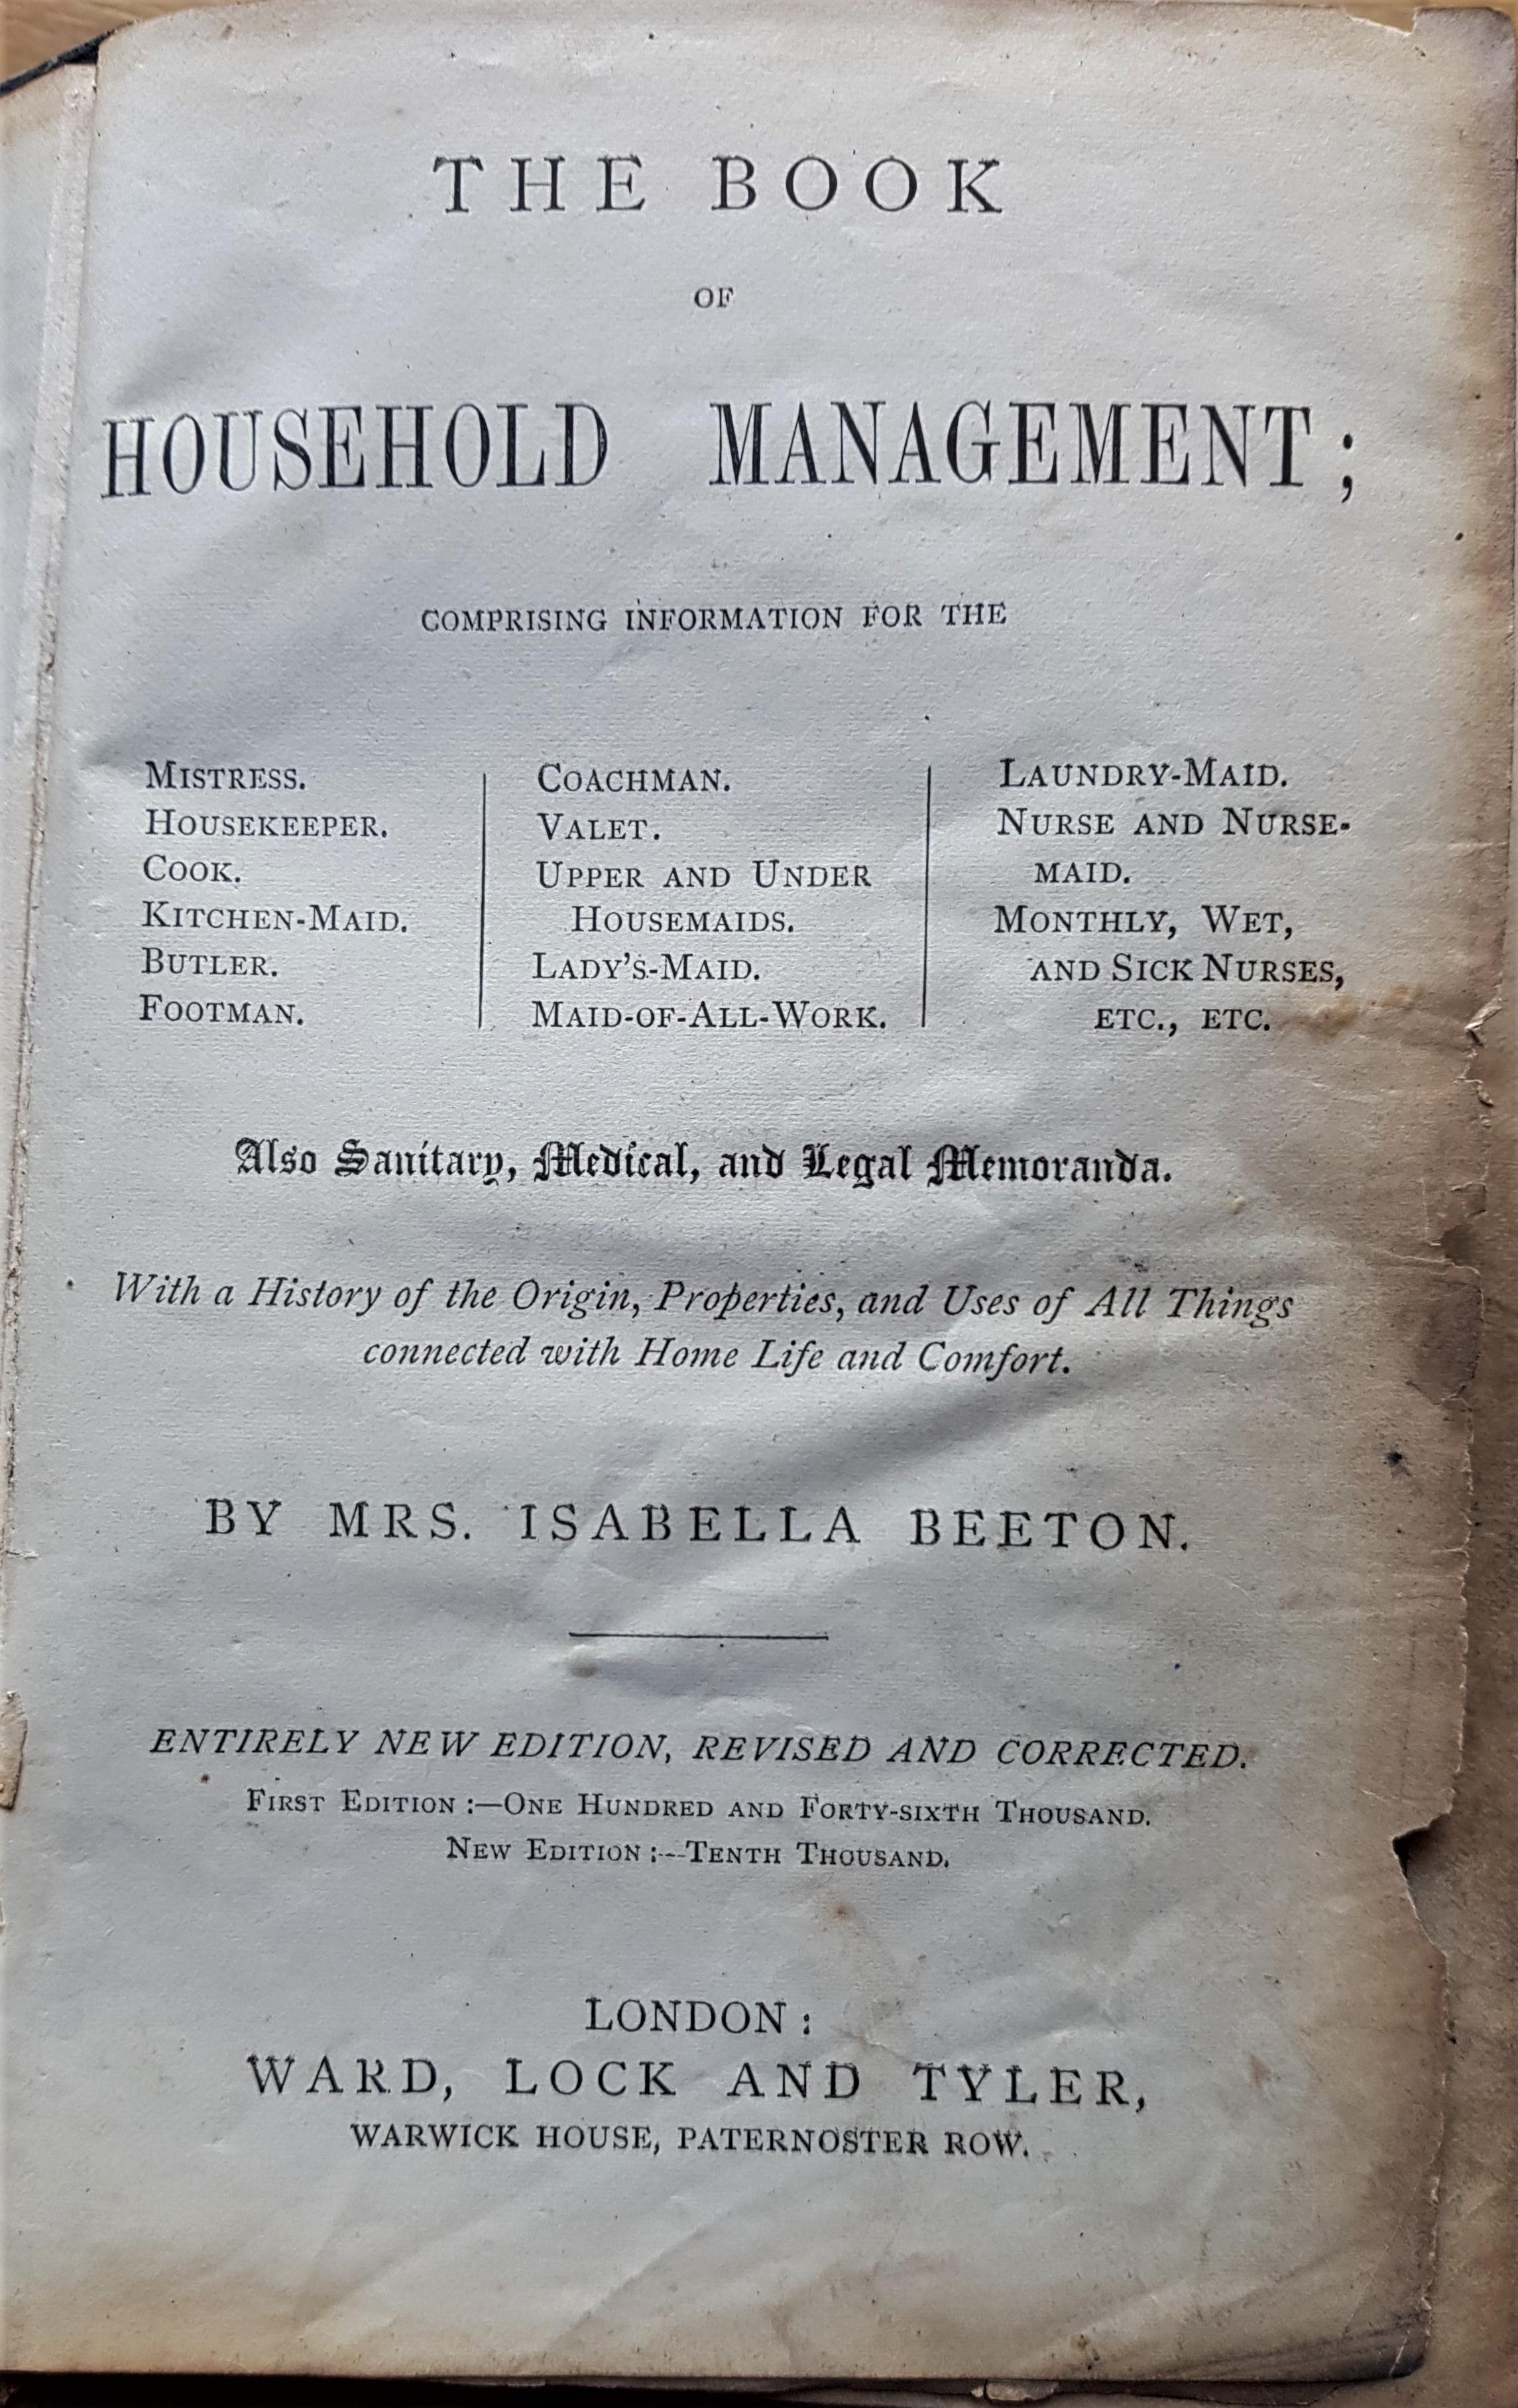 THE BOOK
OF
HOUSEHOLD MANAGEMENT;
COMPRISING INFORMATION FOR THE
MISTRESS.
HOUSEKEEPER.
COOK.
KITCHEN-MAID.
BUTLER.
FOOTMAN.
COACHMAN.
VALET.
UPPER AND UNDER
HOUSEMAIDS.
LADY'S-MAID.
MAID-OF-ALL-WORK.
LAUNDRY-MAID.
NURSE AND NURSE-
MAID.
MONTHLY, WET,
AND SICK NURSES,
ETC., ETC.
Also Sanitary, Medical, and Legal Memoranda.
With a History of the Origin, Properties, and Uses of All Things
connected with Home Life and Comfort.
BY MRS. ISABELLA BEETON.
ENTIRELY NEW EDITION, REVISED AND CORRECTED.
FIRST EDITION :—ONE HUNDRED AND FORTY-SIXTH THOUSAND.
NEW EDITION :—TENTH THOUSAND.
LONDON :
WARD, LOCK AND TYLER,
WARWICK HOUSE, PATERNOSTER ROW.